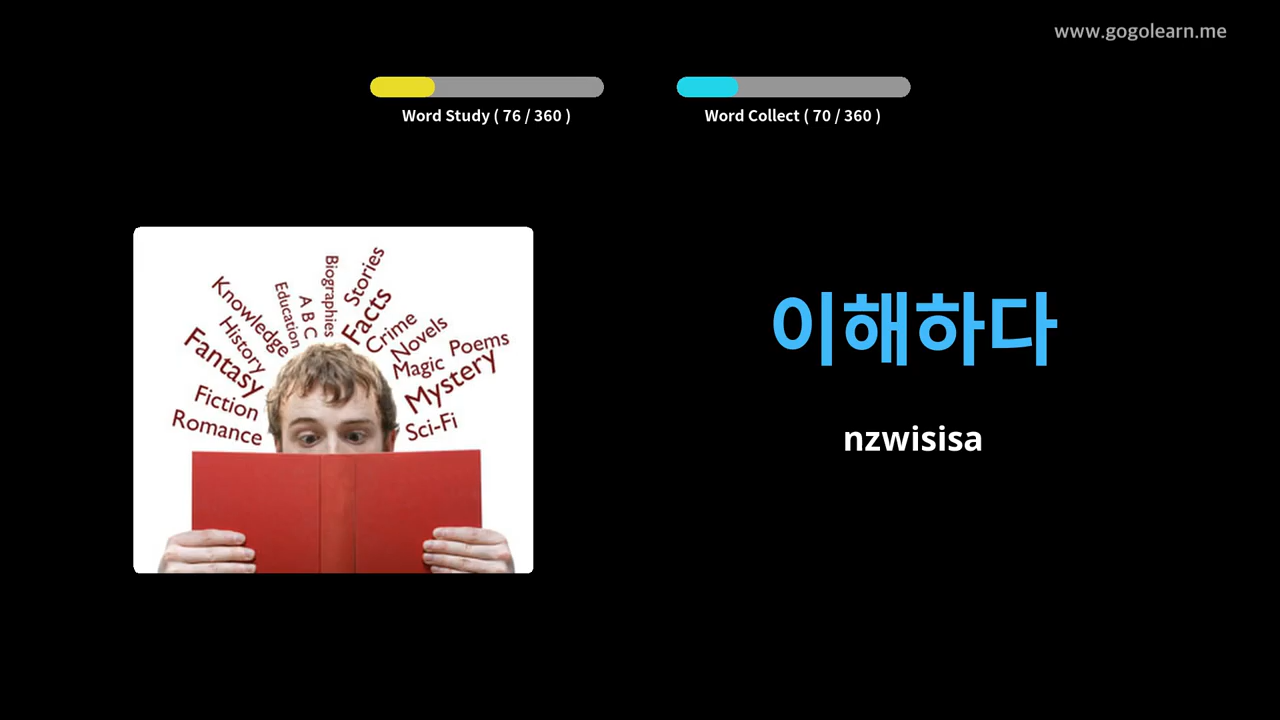 www.gogolearn.me
Word Study ( 76 / 360 )
Word Collect ( 70 / 360 )
Knowledge
History
Fantasy
Fiction
Romance
Education
A B C
Biographies
Stories
Facts
Crime
Novels
Magic
Poems
Mystery
Sci-Fi
이해하다
nzwisisa